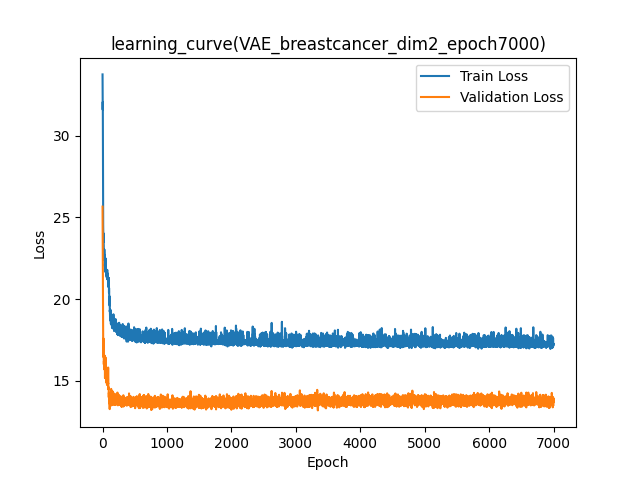 learning_curve(VAE_breastcancer_dim2_epoch7000)
Train Loss
Validation Loss
30
25
20
15
Loss
0 1000 2000 3000 4000 5000 6000 7000
Epoch